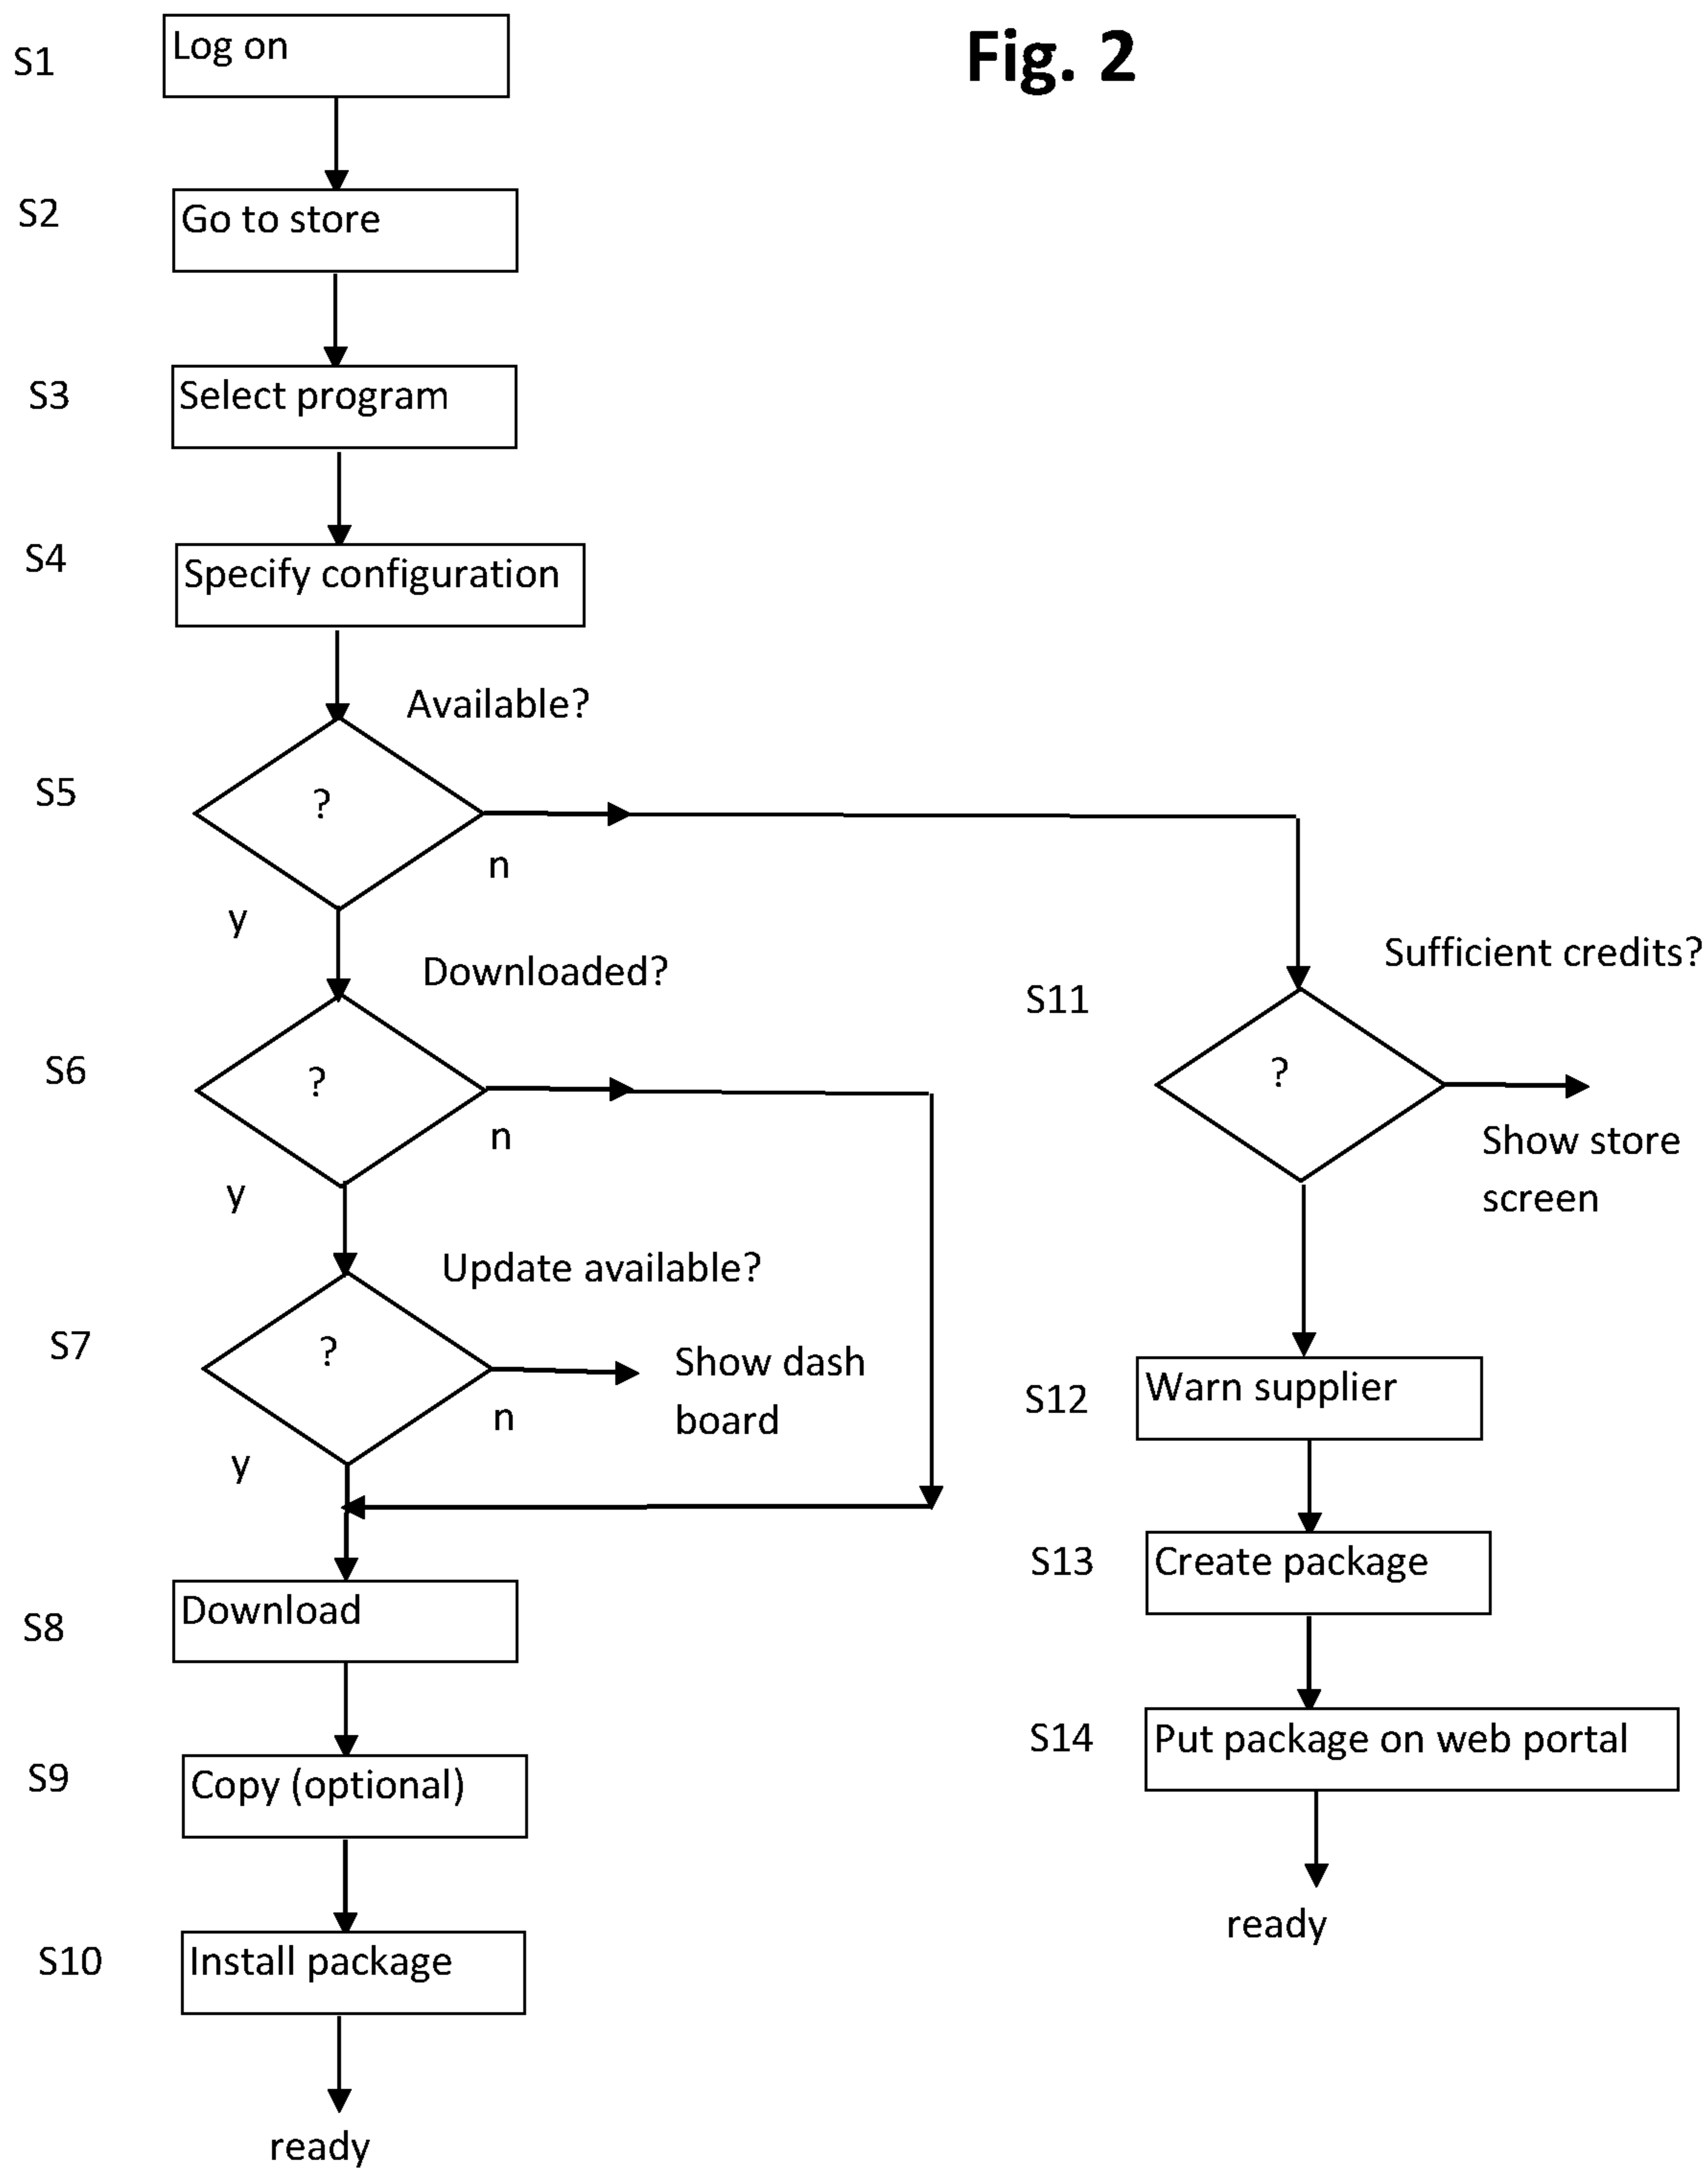 Fig. 2
S1
Log on
S2
Go to store
S3
Select program
S4
Specify configuration
Available?
S5
?
n
y
Downloaded?
S6
?
n
y
Update available?
S7
?
Show dash
board
n
y
S8
Download
S9
Copy (optional)
S10
Install package
ready
Sufficient credits?
S11
?
Show store
screen
S12
Warn supplier
S13
Create package
S14
Put package on web portal
ready